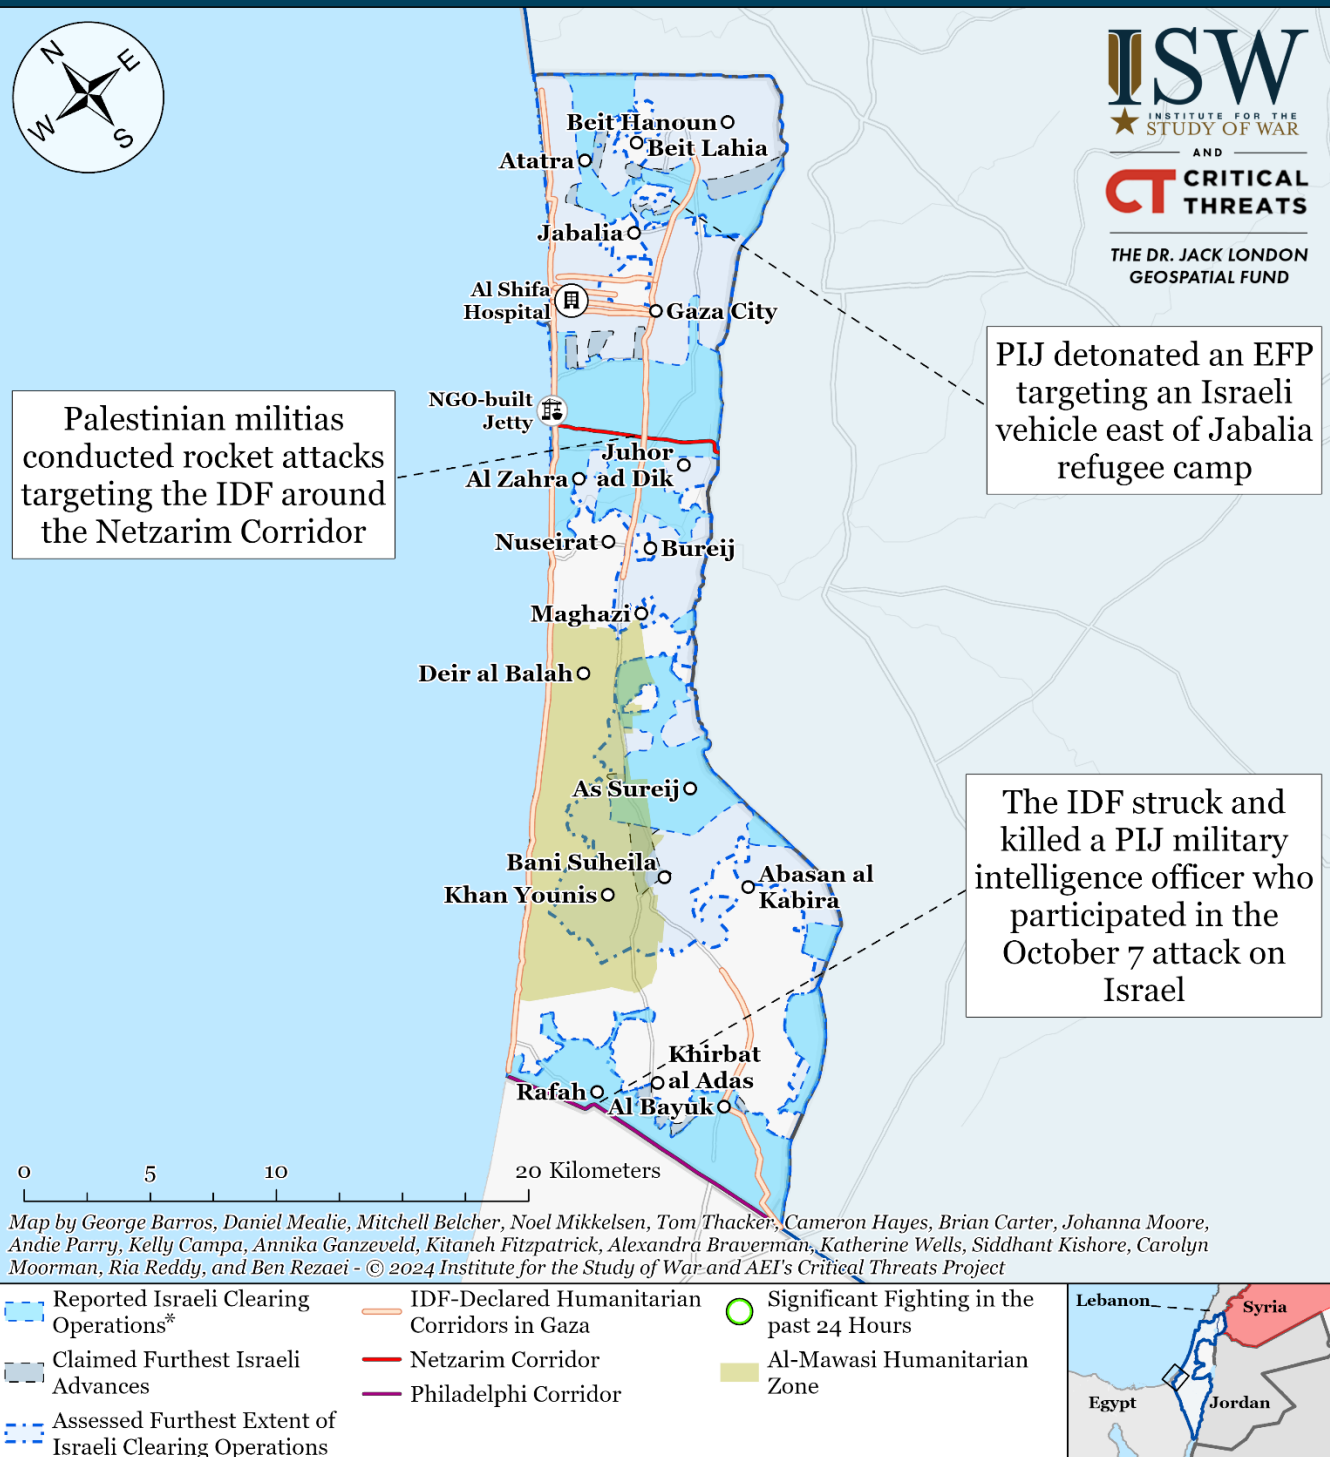 N
E
W
S
ISW
INSTITUTE FOR THE
STUDY OF WAR
AND
CT CRITICAL
THREATS
THE DR. JACK LONDON
GEOSPATIAL FUND
Beit Hanoun
Beit Lahia
Atatra
Jabalia
Al Shifa
Hospital
Gaza City
PIJ detonated an EFP
targeting an Israeli
vehicle east of Jabalia
refugee camp
NGO-built
Jetty
Palestinian militias
conducted rocket attacks
targeting the IDF around
the Netzarim Corridor
Juhor
ad Dik
Al Zahra
Nuseirat
Bureij
Maghazi
Deir al Balah
As Sureij
The IDF struck and
killed a PIJ military
intelligence officer who
participated in the
October 7 attack on
Israel
Bani Suheila
Abasan al
Kabira
Khan Younis
Khirbat
al Adas
Rafah
Al Bayuk
0 5 10 20 Kilometers
Map by George Barros, Daniel Mealie, Mitchell Belcher, Noel Mikkelsen, Tom Thacker, Cameron Hayes, Brian Carter, Johanna Moore,
Andie Parry, Kelly Campa, Annika Ganzeveld, Kitaneh Fitzpatrick, Alexandra Braverman, Katherine Wells, Siddhant Kishore, Carolyn
Moorman, Ria Reddy, and Ben Rezaei - © 2024 Institute for the Study of War and AEI's Critical Threats Project
Reported Israeli Clearing
Operations*
Claimed Furthest Israeli
Advances
Assessed Furthest Extent of
Israeli Clearing Operations
IDF-Declared Humanitarian
Corridors in Gaza
Netzarim Corridor
Philadelphi Corridor
Significant Fighting in the
past 24 Hours
Al-Mawasi Humanitarian
Zone
Lebanon
Syria
Egypt
Jordan